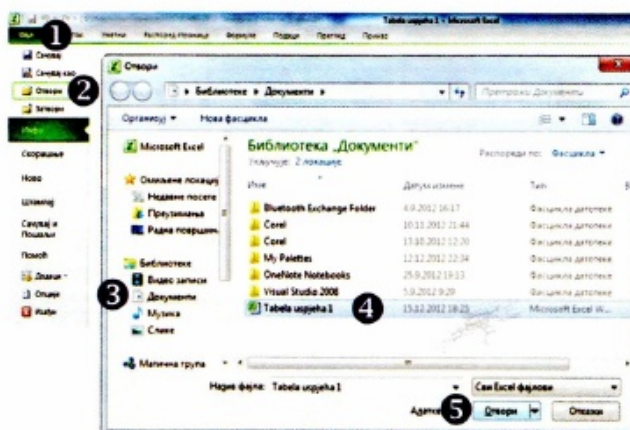 Tabela uspjeha 1 - Microsoft Excel
1
Уметни Распоред странице Формуле Подаци Преглед Приказ
Сачувај
Сачувај као
Отвори
2
Затвори
Инфо
Скорашње
Ново
Штампај
Сачувај и
Пошаљи
Помоћ
Додаци
Опције
Изађи
Отвори
Библиотеке Документи
Претражи Документи
Организуј Нова фасцикла
Microsoft Excel
Омиљене локације
Недавне посете
Преузимања
Радна површина
Библиотеке
Видео записи
3
Документи
Музика
Слике
Матична група
Библиотека „Документи“
Укључује: 2 локације
Распореди по: Фасцикла
Име Датум измене Тип
Bluetooth Exchange Folder 4.9.2012 16:17 Фасцикла датотеке
Corel 10.11.2012 21:44 Фасцикла датотеке
Corel 13.10.2012 12:20 Фасцикла датотеке
My Palettes 12.12.2012 22:34 Фасцикла датотеке
OneNote Notebooks 25.9.2012 19:13 Фасцикла датотеке
Visual Studio 2008 5.9.2012 9:29 Фасцикла датотеке
Tabela uspjeha 1 4 15.12.2012 18:25 Microsoft Excel W...
Назив фајла: Tabela uspjeha 1 Сви Excel фајлови
5 Отвори Откажи